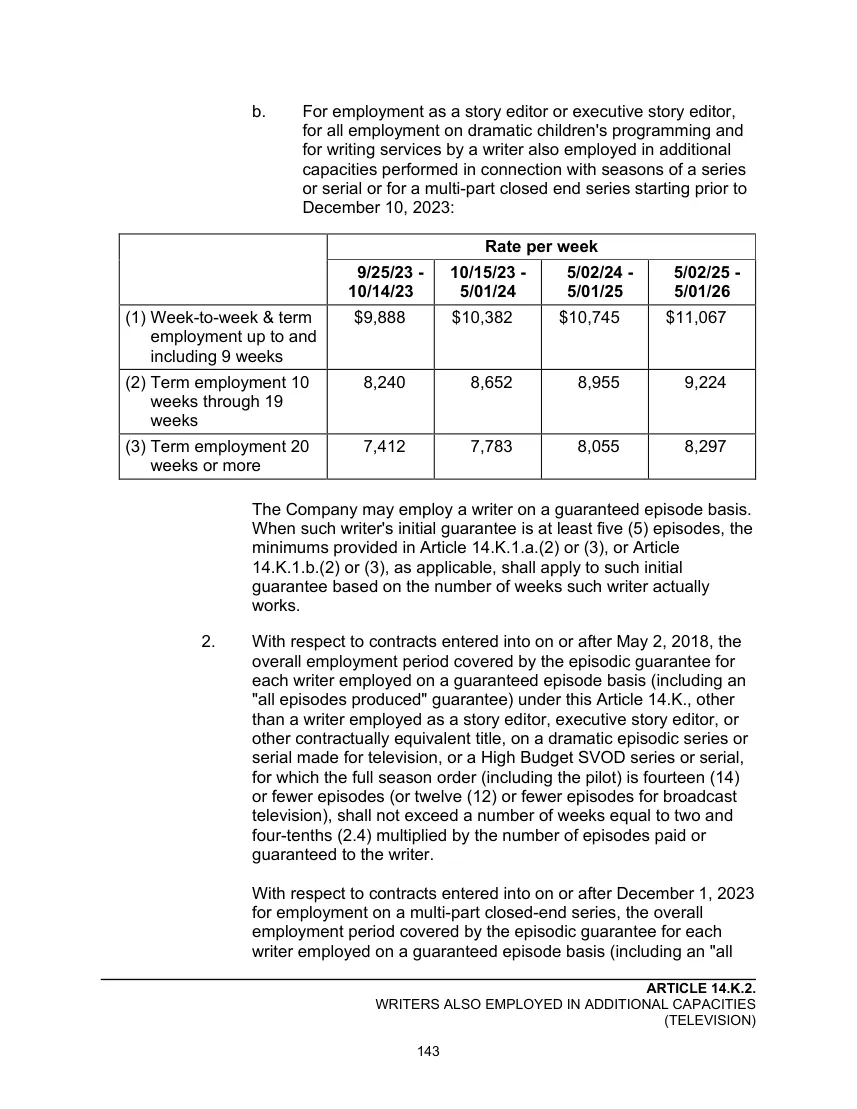 b. For employment as a story editor or executive story editor,
for all employment on dramatic children's programming and
for writing services by a writer also employed in additional
capacities performed in connection with seasons of a series
or serial or for a multi-part closed end series starting prior to
December 10, 2023:
Rate per week
9/25/23 - 10/15/23 - 5/02/24 - 5/02/25 -
10/14/23 5/01/24 5/01/25 5/01/26
(1) Week-to-week & term $9,888 $10,382 $10,745 $11,067
employment up to and
including 9 weeks
(2) Term employment 10 8,240 8,652 8,955 9,224
weeks through 19
weeks
(3) Term employment 20 7,412 7,783 8,055 8,297
weeks or more
The Company may employ a writer on a guaranteed episode basis.
When such writer's initial guarantee is at least five (5) episodes, the
minimums provided in Article 14.K.1.a.(2) or (3), or Article
14.K.1.b.(2) or (3), as applicable, shall apply to such initial
guarantee based on the number of weeks such writer actually
works.
2. With respect to contracts entered into on or after May 2, 2018, the
overall employment period covered by the episodic guarantee for
each writer employed on a guaranteed episode basis (including an
"all episodes produced" guarantee) under this Article 14.K., other
than a writer employed as a story editor, executive story editor, or
other contractually equivalent title, on a dramatic episodic series or
serial made for television, or a High Budget SVOD series or serial,
for which the full season order (including the pilot) is fourteen (14)
or fewer episodes (or twelve (12) or fewer episodes for broadcast
television), shall not exceed a number of weeks equal to two and
four-tenths (2.4) multiplied by the number of episodes paid or
guaranteed to the writer.
With respect to contracts entered into on or after December 1, 2023
for employment on a multi-part closed-end series, the overall
employment period covered by the episodic guarantee for each
writer employed on a guaranteed episode basis (including an "all
ARTICLE 14.K.2.
WRITERS ALSO EMPLOYED IN ADDITIONAL CAPACITIES
(TELEVISION)
143